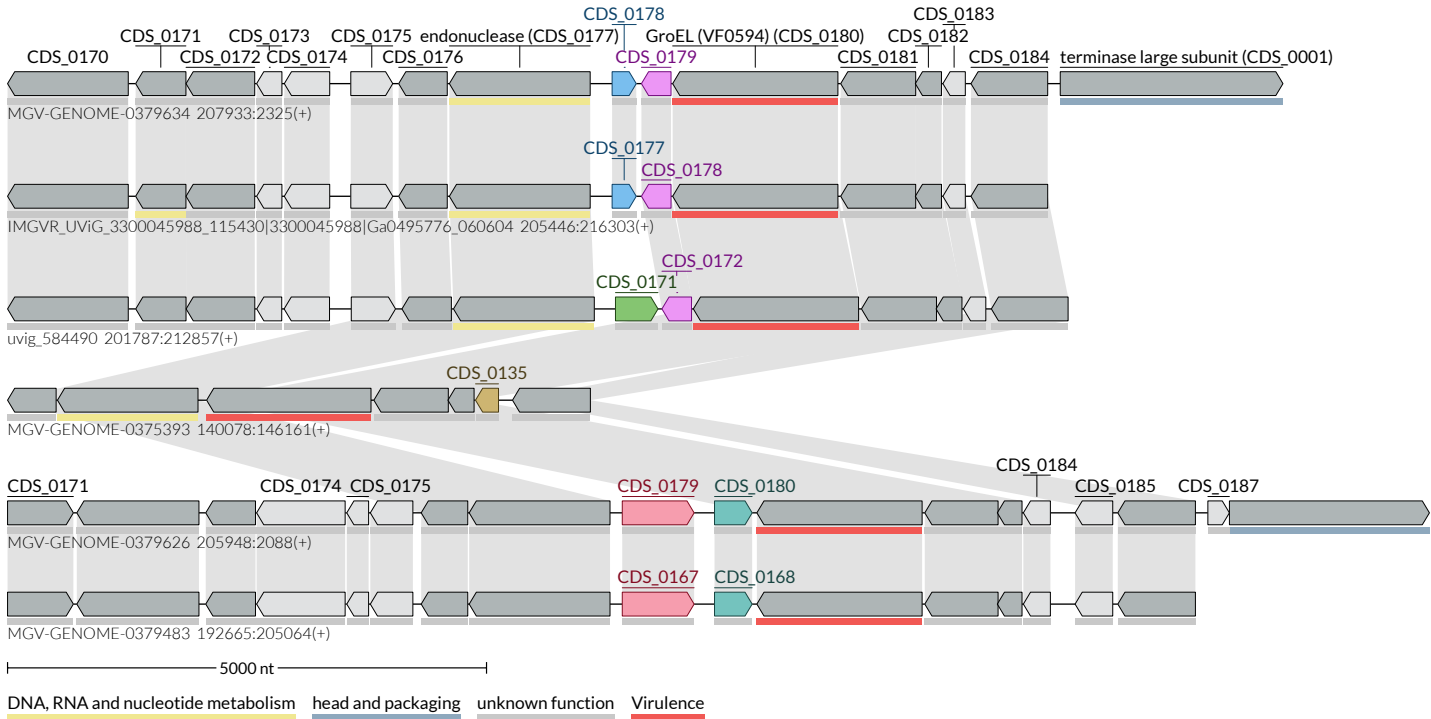 CDS_0178 CDS_0183
CDS_0171 CDS_0173 CDS_0175 endonuclease (CDS_0177) GroEL (VF0594) (CDS_0180) CDS_0182
CDS_0170 CDS_0172 CDS_0174 CDS_0176 CDS_0179 CDS_0181 CDS_0184 terminase large subunit (CDS_0001)
MGV-GENOME-0379634 207933:2325(+)
CDS_0177
CDS_0178
IMGVR_UViG_3300045988_115430|3300045988|Ga0495776_060604 205446:216303(+)
CDS_0172
CDS_0171
uvig_584490 201787:212857(+)
CDS_0135
MGV-GENOME-0375393 140078:146161(+)
CDS_0184
CDS_0171 CDS_0174 CDS_0175 CDS_0179 CDS_0180 CDS_0185 CDS_0187
MGV-GENOME-0379626 205948:2088(+)
CDS_0167 CDS_0168
MGV-GENOME-0379483 192665:205064(+)
5000 nt
DNA, RNA and nucleotide metabolism head and packaging unknown function Virulence